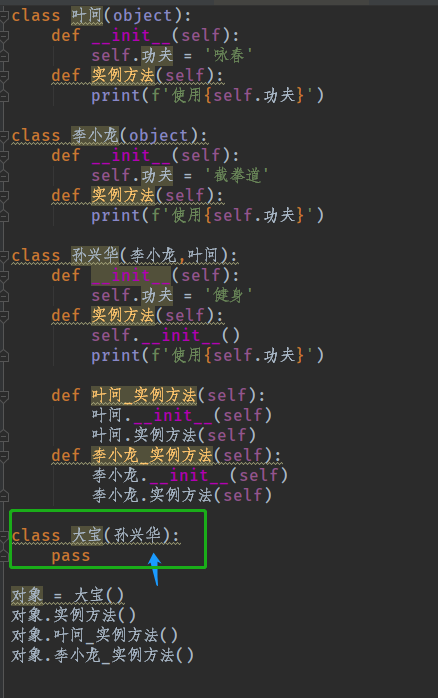 class 叶问(object):
    def __init__(self):
        self.功夫 = '咏春'
    def 实例方法(self):
        print(f'使用{self.功夫}')
class 李小龙(object):
    def __init__(self):
        self.功夫 = '截拳道'
    def 实例方法(self):
        print(f'使用{self.功夫}')
class 孙兴华(李小龙,叶问):
    def __init__(self):
        self.功夫 = '健身'
    def 实例方法(self):
        self.__init__()
        print(f'使用{self.功夫}')
    def 叶问_实例方法(self):
        叶问.__init__(self)
        叶问.实例方法(self)
    def 李小龙_实例方法(self):
        李小龙.__init__(self)
        李小龙.实例方法(self)
class 大宝(孙兴华):
    pass
对象 = 大宝()
对象.实例方法()
对象.叶问_实例方法()
对象.李小龙_实例方法()